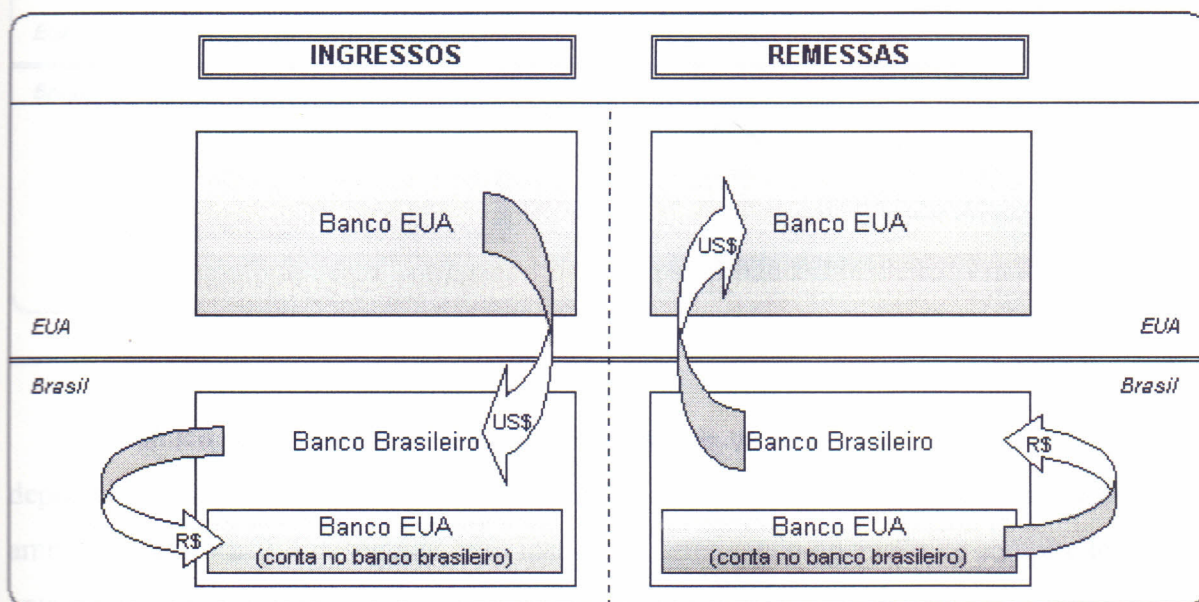 INGRESSOS
REMESSAS
Banco EUA
US$
Banco EUA
US$
EUA
EUA
Brasil
Brasil
Banco Brasileiro
Banco Brasileiro
R$
R$
Banco EUA
(conta no banco brasileiro)
Banco EUA
(conta no banco brasileiro)